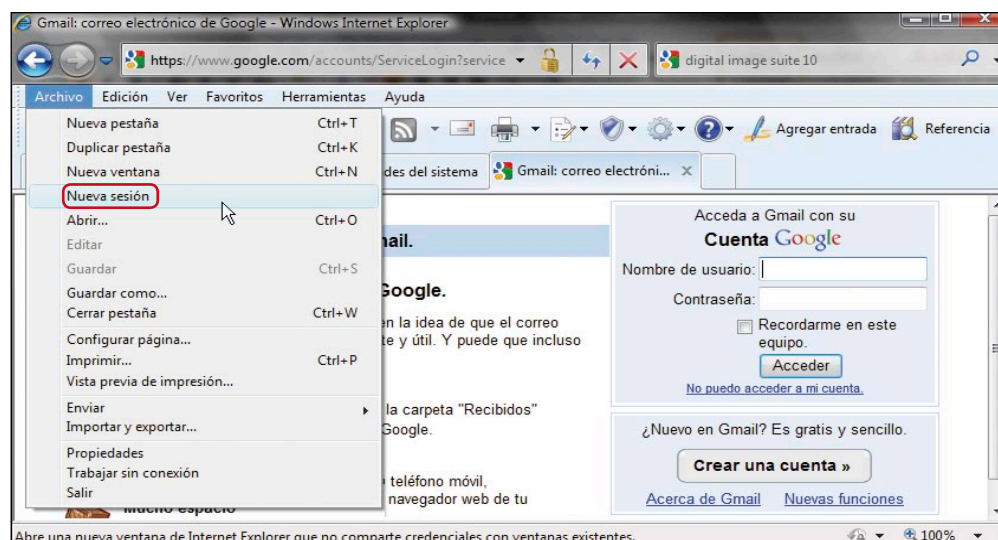 Gmail: correo electrónico de Google - Windows Internet Explorer
https://www.google.com/accounts/ServiceLogin?service
digital image suite 10
Archivo Edición Ver Favoritos Herramientas Ayuda
Nueva pestaña Ctrl+T
Agregar entrada Referencia
Duplicar pestaña Ctrl+K
Nueva ventana Ctrl+N
des del sistema Gmail: correo electróni...
Nueva sesión
Abrir... Ctrl+O
Editar
Guardar Ctrl+S
Guardar como...
Cerrar pestaña Ctrl+W
Configurar página...
Imprimir... Ctrl+P
Vista previa de impresión...
Enviar
Importar y exportar...
Propiedades
Trabajar sin conexión
Salir
ail.
Google.
en la idea de que el correo
te y útil. Y puede que incluso
la carpeta "Recibidos"
Google.
teléfono móvil,
navegador web de tu
Mucho espacio
Acceda a Gmail con su
Cuenta Google
Nombre de usuario:
Contraseña:
Recordarme en este
equipo.
Acceder
No puedo acceder a mi cuenta.
¿Nuevo en Gmail? Es gratis y sencillo.
Crear una cuenta »
Acerca de Gmail Nuevas funciones
Abre una nueva ventana de Internet Explorer que no comparte credenciales con ventanas existentes.
100%